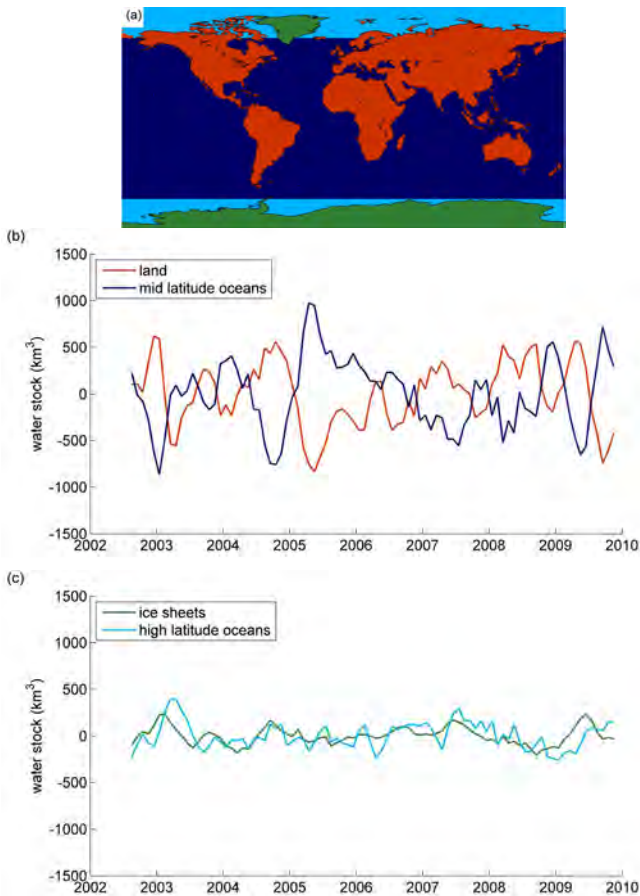 (a)
(b)
1500
land
mid latitude oceans
1000
500
0
-500
-1000
-1500
water stock (km³)
2002 2003 2004 2005 2006 2007 2008 2009 2010
(c)
1500
ice sheets
high latitude oceans
1000
500
0
-500
-1000
-1500
water stock (km³)
2002 2003 2004 2005 2006 2007 2008 2009 2010